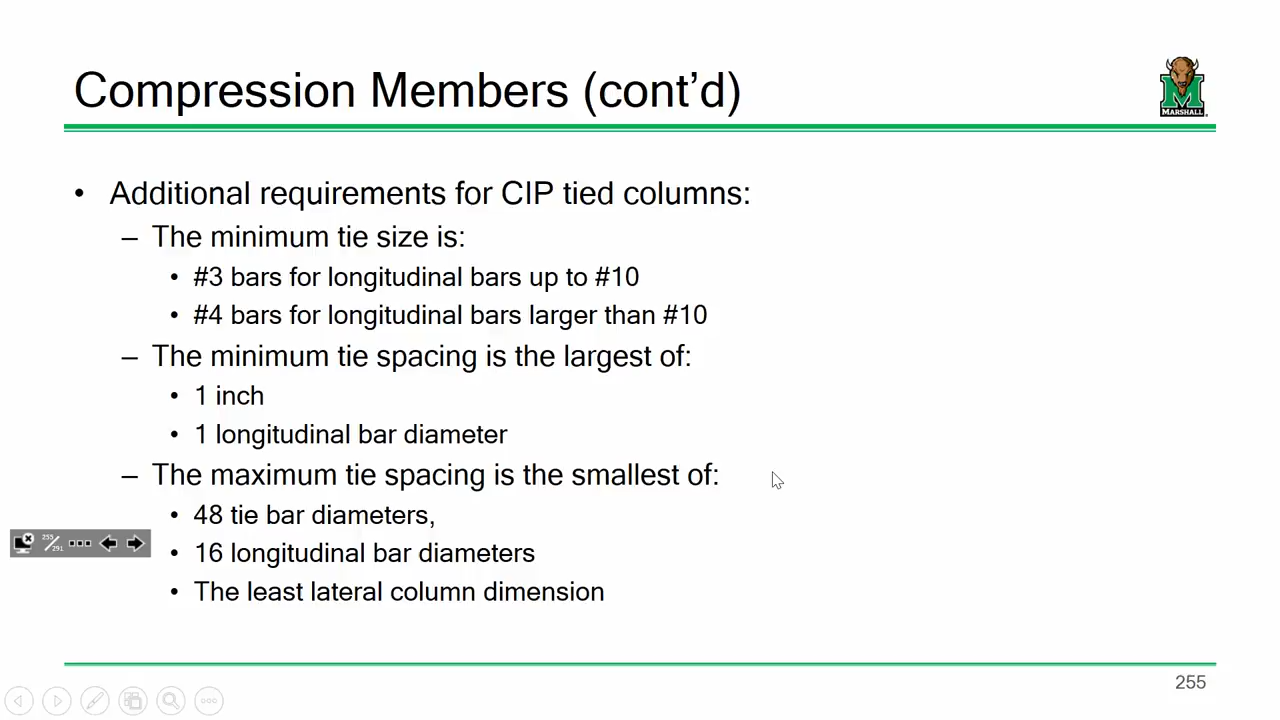 Compression Members (cont’d)
MARSHALL
• Additional requirements for CIP tied columns:
– The minimum tie size is:
• #3 bars for longitudinal bars up to #10
• #4 bars for longitudinal bars larger than #10
– The minimum tie spacing is the largest of:
• 1 inch
• 1 longitudinal bar diameter
– The maximum tie spacing is the smallest of:
• 48 tie bar diameters,
• 16 longitudinal bar diameters
• The least lateral column dimension
255